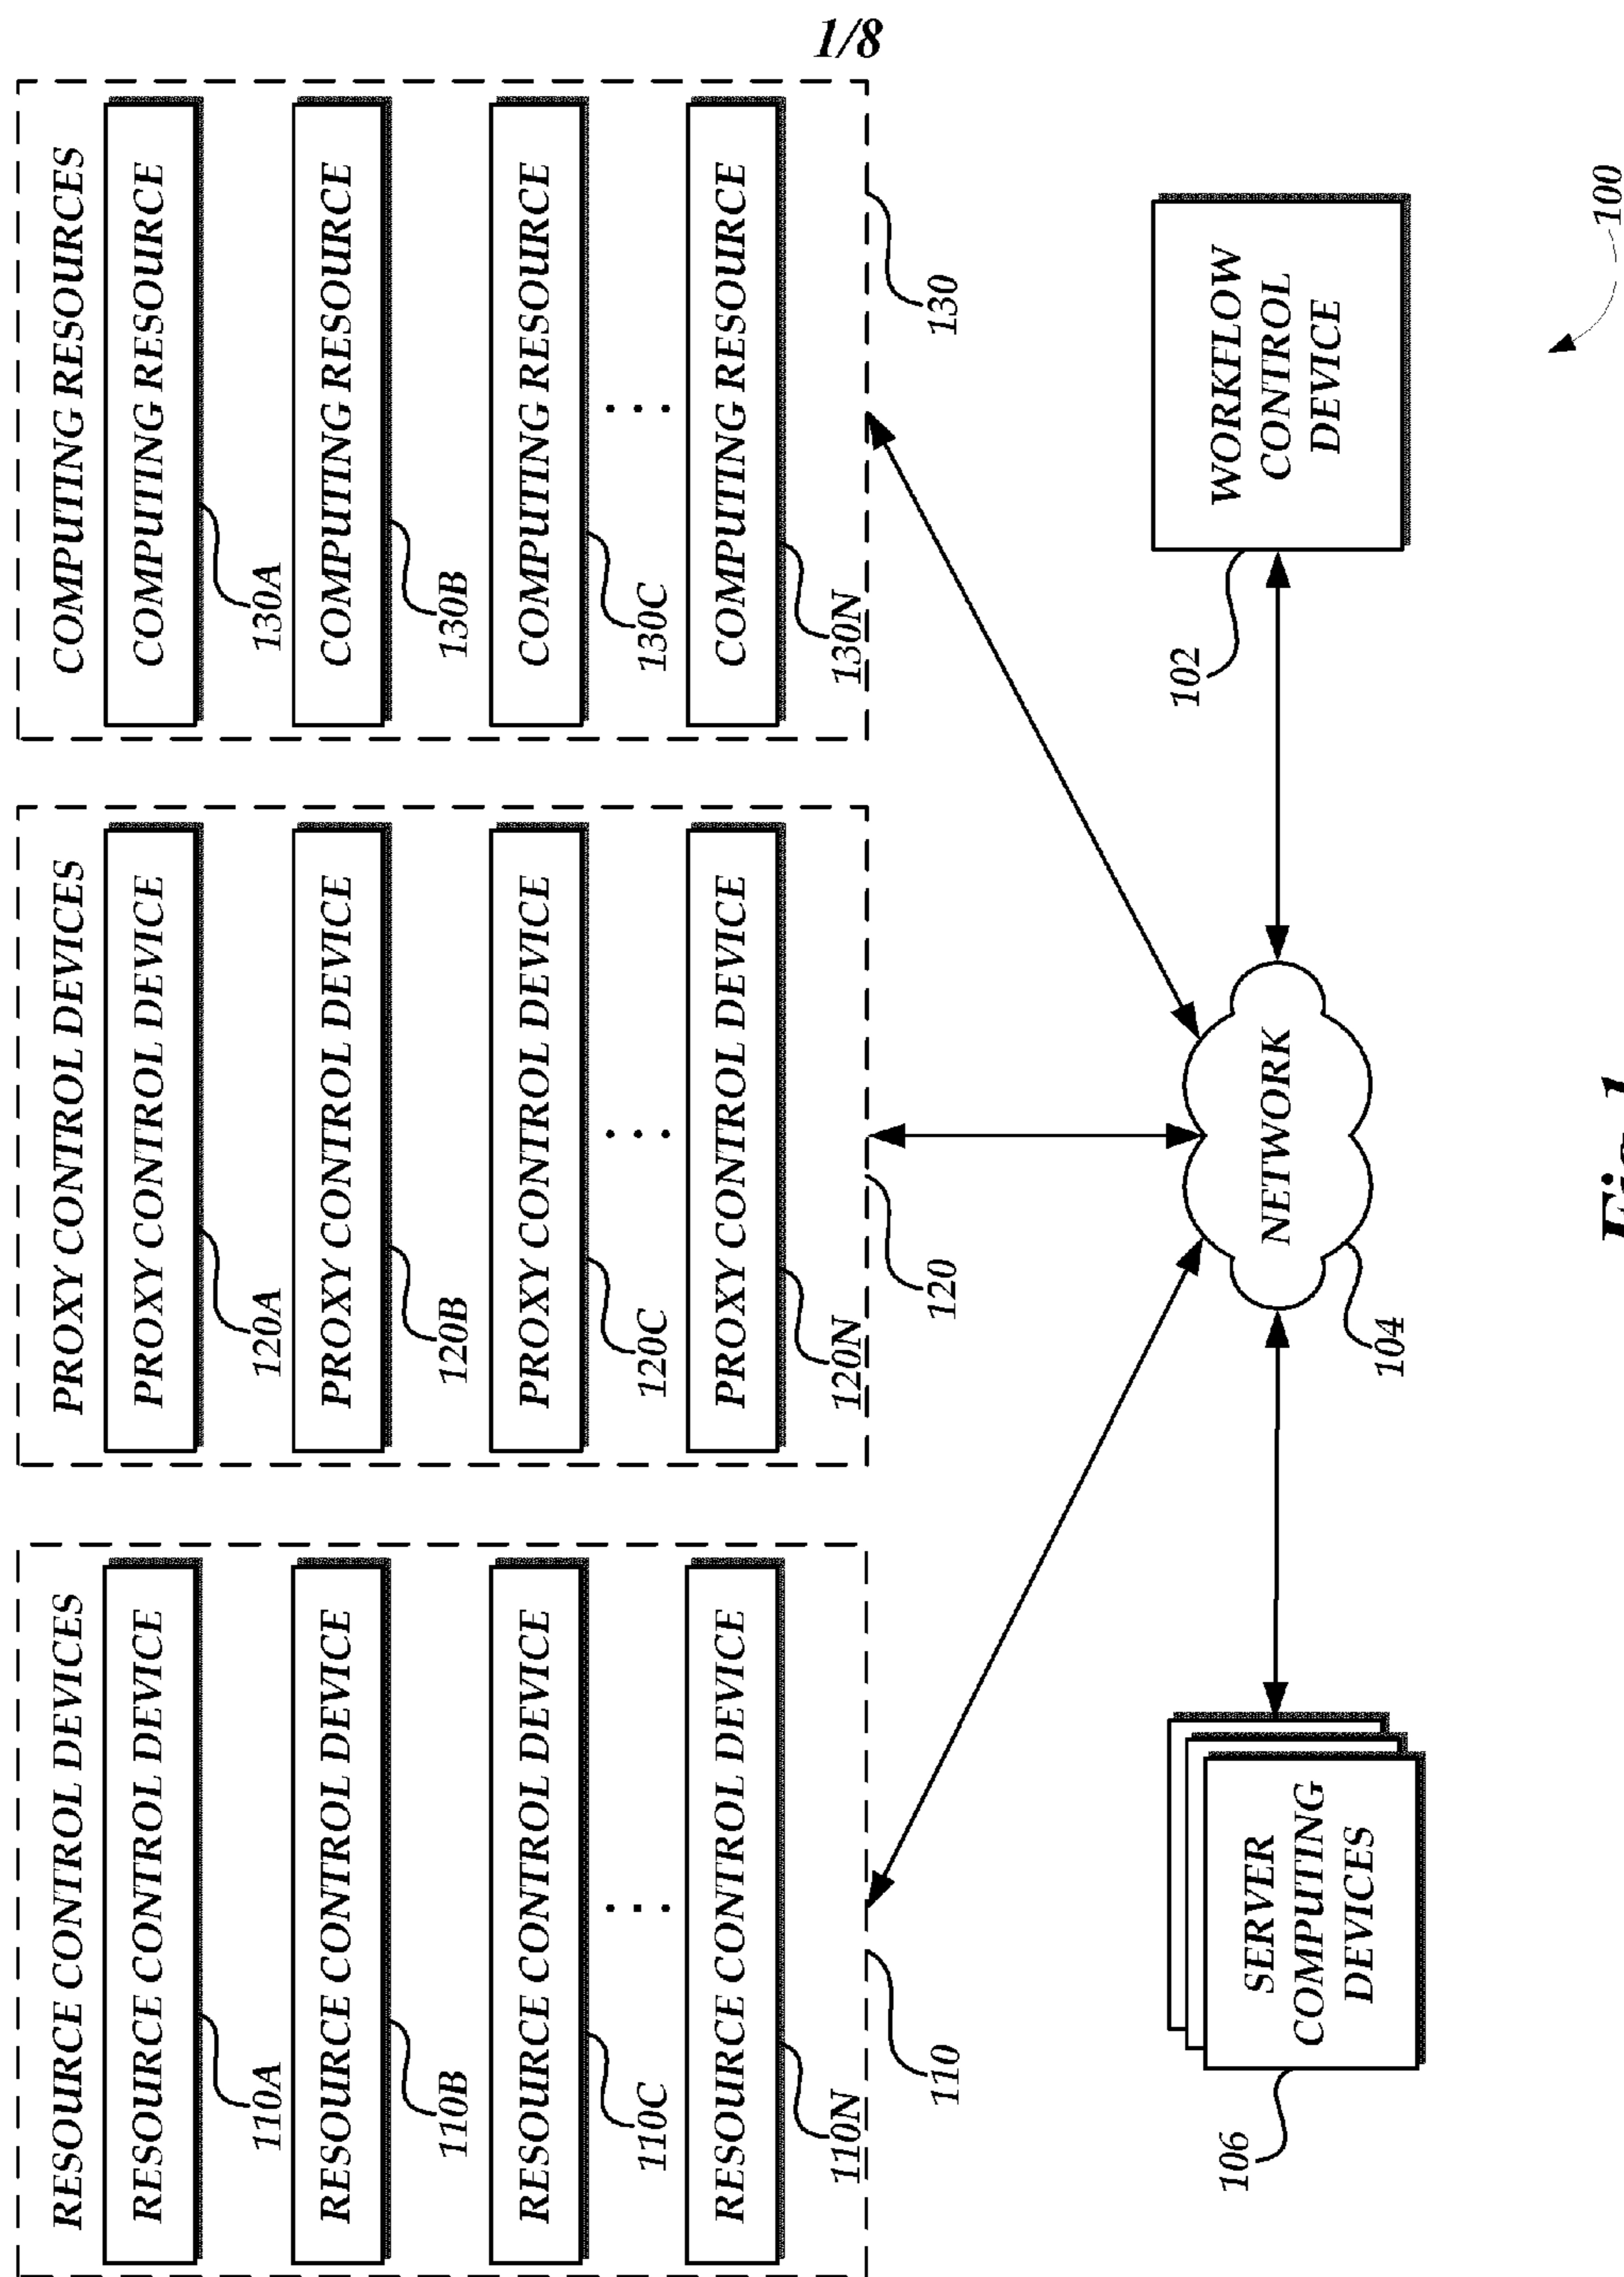 1/8
RESOURCE CONTROL DEVICES
RESOURCE CONTROL DEVICE
110A
RESOURCE CONTROL DEVICE
110B
RESOURCE CONTROL DEVICE
110C
RESOURCE CONTROL DEVICE
110N
110
PROXY CONTROL DEVICES
PROXY CONTROL DEVICE
120A
PROXY CONTROL DEVICE
120B
PROXY CONTROL DEVICE
120C
PROXY CONTROL DEVICE
120N
120
COMPUTING RESOURCES
COMPUTING RESOURCE
130A
COMPUTING RESOURCE
130B
COMPUTING RESOURCE
130C
COMPUTING RESOURCE
130N
130
106
SERVER
COMPUTING
DEVICES
NETWORK
104
102
WORKFLOW
CONTROL
DEVICE
100